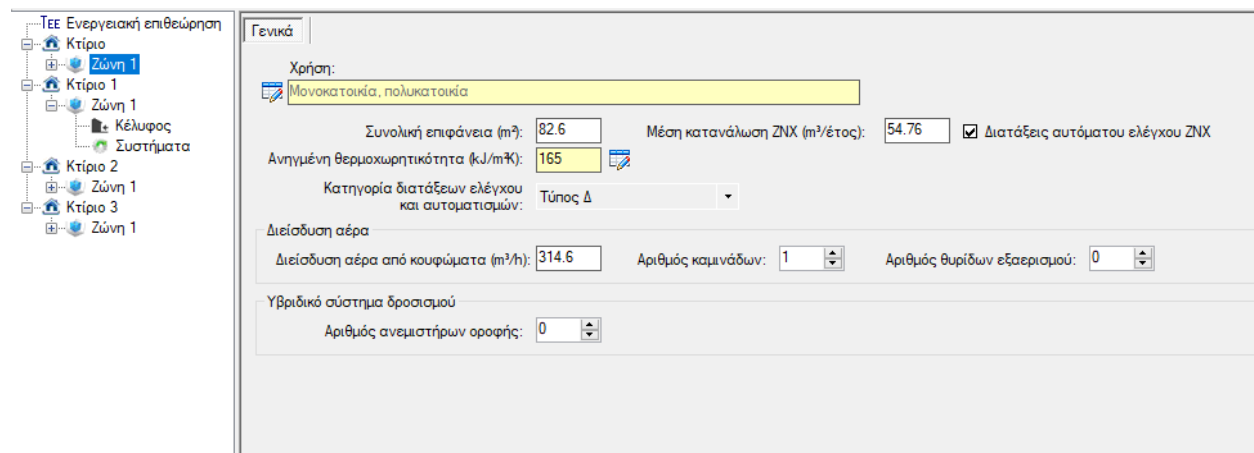 ΤΕΕ Ενεργειακή επιθεώρηση
Κτίριο
Ζώνη 1
Κτίριο 1
Ζώνη 1
Κέλυφος
Συστήματα
Κτίριο 2
Ζώνη 1
Κτίριο 3
Ζώνη 1
Γενικά
Χρήση:
Μονοκατοικία, πολυκατοικία
Συνολική επιφάνεια (m²): 82.6 Μέση κατανάλωση ΖΝΧ (m³/έτος): 54.76 Διατάξεις αυτόματου ελέγχου ΖΝΧ
Ανηγμένη θερμοχωρητικότητα (kJ/m²K): 165
Κατηγορία διατάξεων ελέγχου
και αυτοματισμών: Τύπος Δ
Διείσδυση αέρα
Διείσδυση αέρα από κουφώματα (m³/h): 314.6 Αριθμός καμινάδων: 1 Αριθμός θυρίδων εξαερισμού: 0
Υβριδικό σύστημα δροσισμού
Αριθμός ανεμιστήρων οροφής: 0